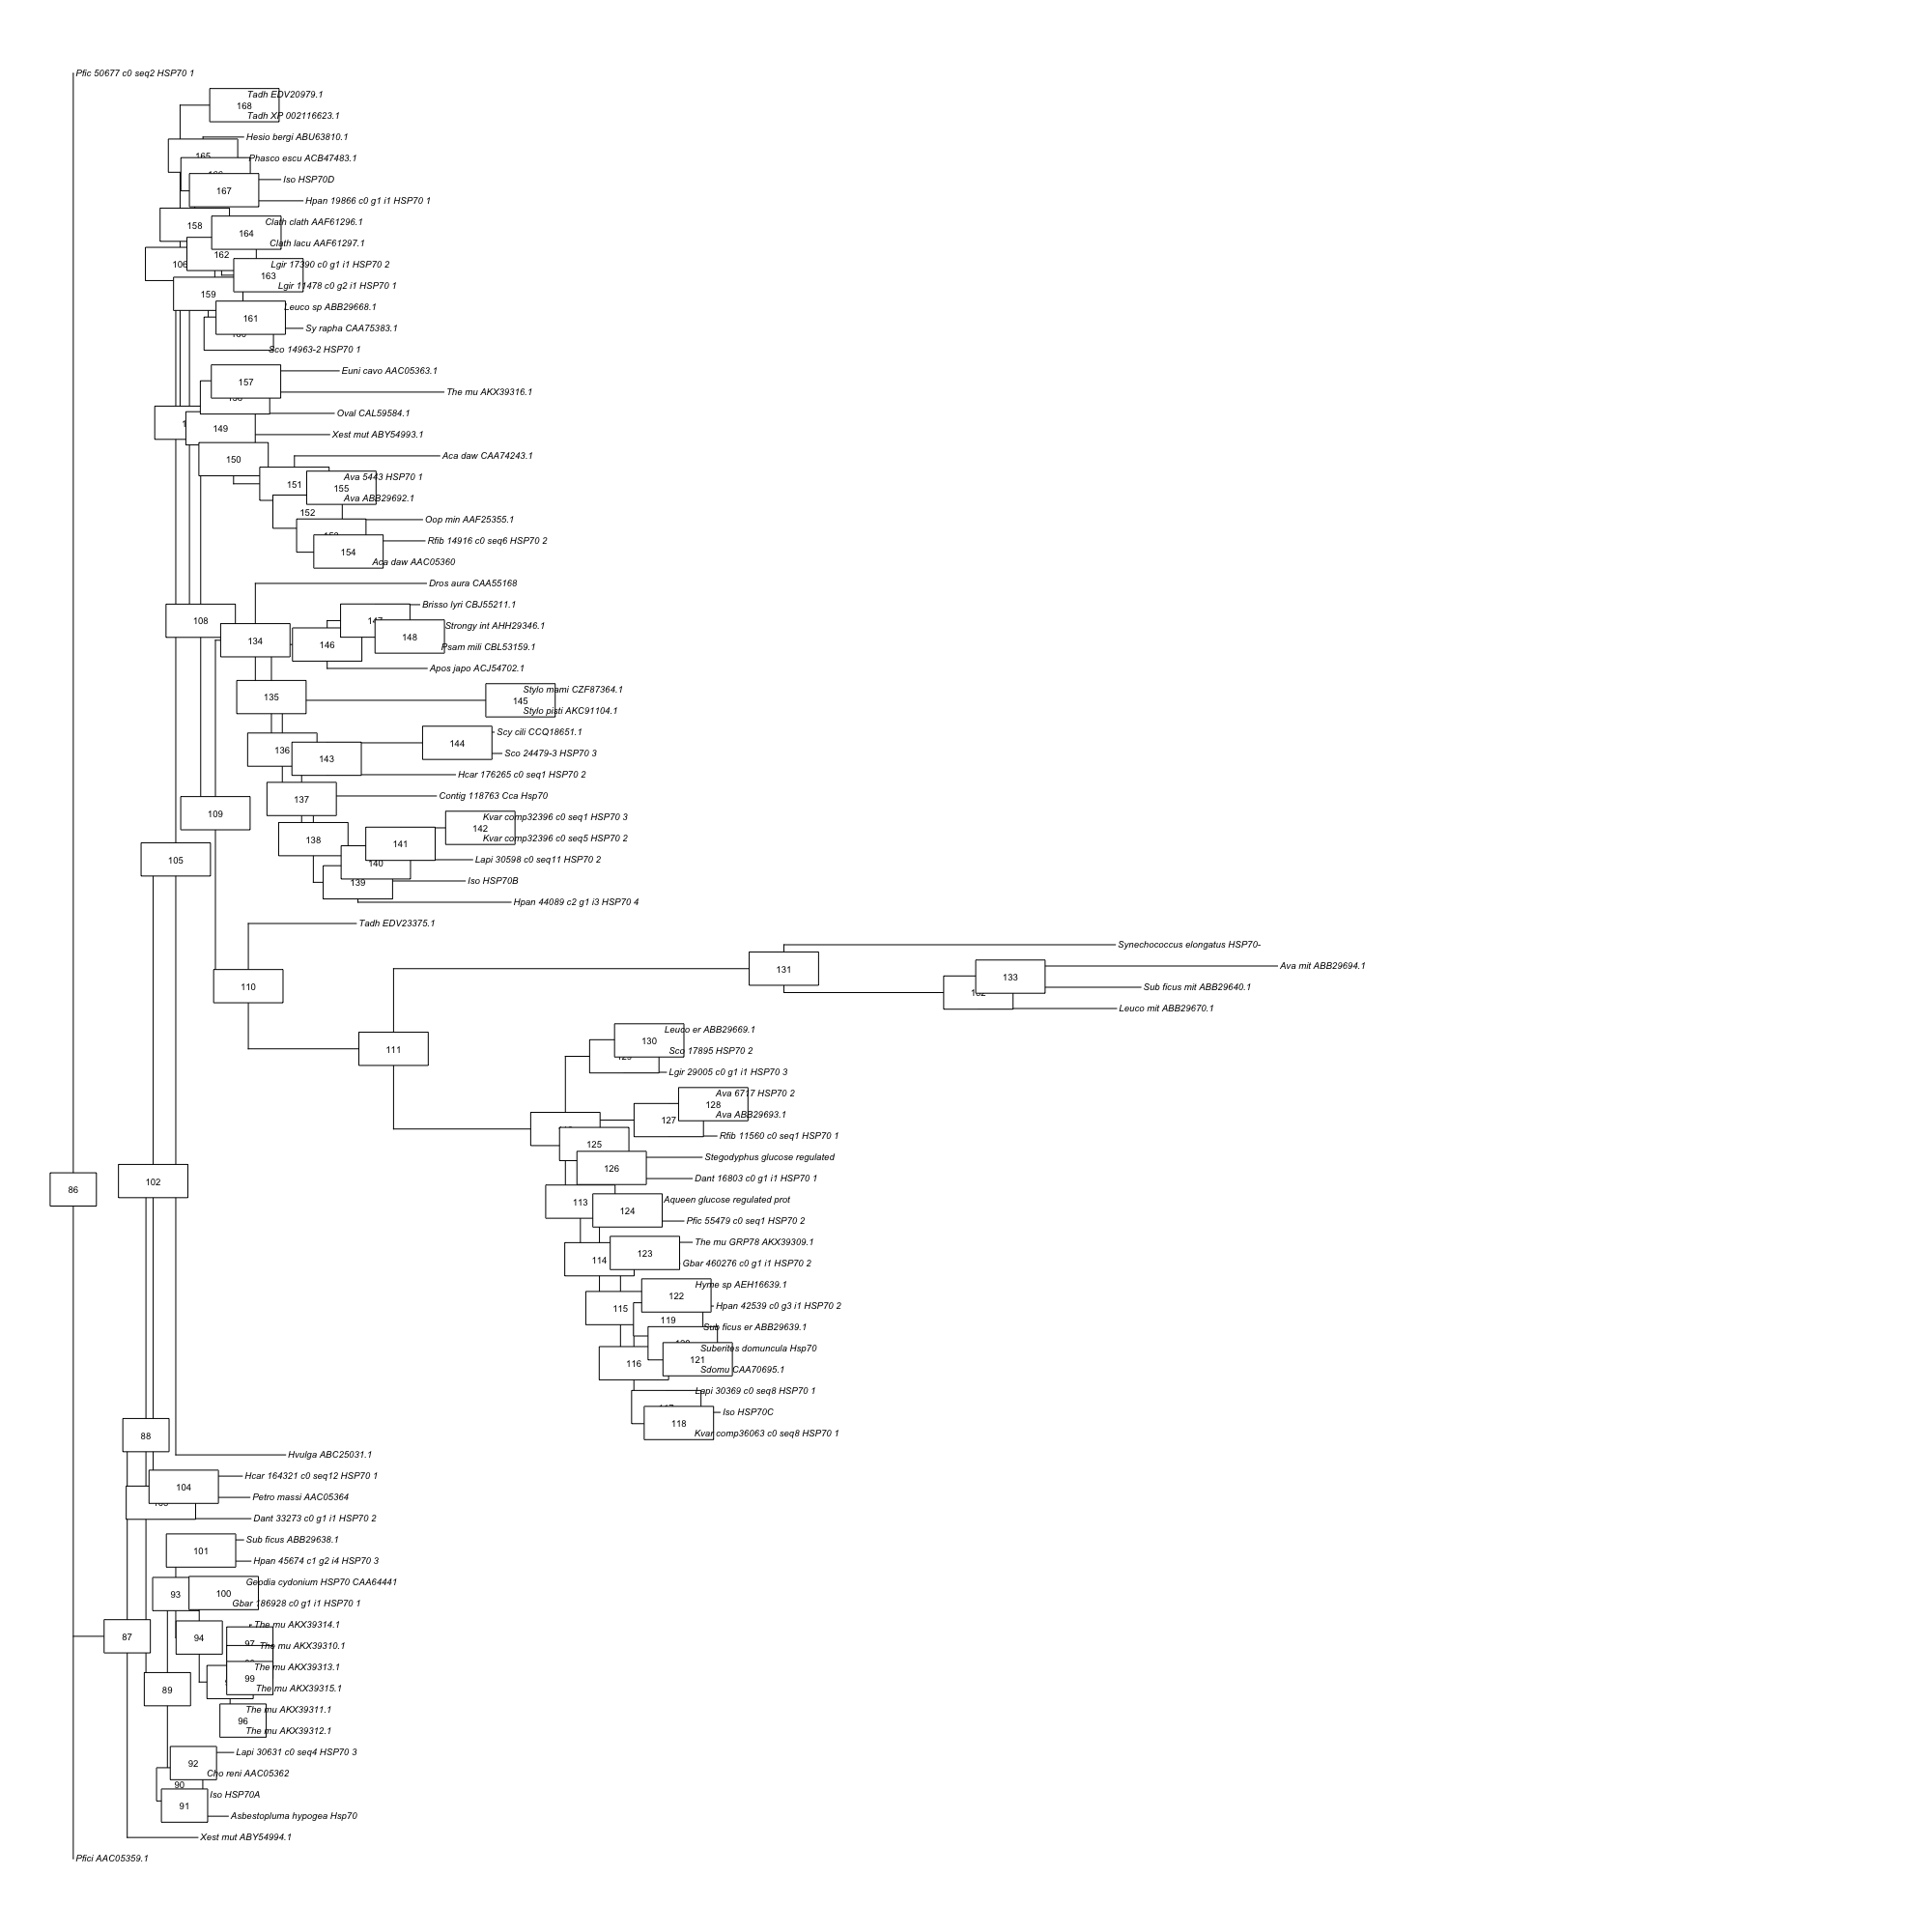 Pfic 50677 c0 seq2 HSP70 1
Tadh EDV20979.1
168
Tadh XP 002116623.1
Hesio bergi ABU63810.1
165
Phasco escu ACB47483.1
Iso HSP70D
167
Hpan 19866 c0 g1 i1 HSP70 1
Clath clath AAF61296.1
158
164
Clath lacu AAF61297.1
162
106
Lgir 17390 c0 g1 i1 HSP70 2
163
Lgir 11478 c0 g2 i1 HSP70 1
159
Leuco sp ABB29668.1
161
Sy rapha CAA75383.1
Sco 14963-2 HSP70 1
Euni cavo AAC05363.1
157
The mu AKX39316.1
Oval CAL59584.1
149
Xest mut ABY54993.1
Aca daw CAA74243.1
150
Ava 5443 HSP70 1
151
155
Ava ABB29692.1
152
Oop min AAF25355.1
Rfib 14916 c0 seq6 HSP70 2
154
Aca daw AAC05360
Dros aura CAA55168
Brisso lyri CBJ55211.1
108
Strongy int AHH29346.1
148
134
146
Psam mili CBL53159.1
Apos japo ACJ54702.1
Stylo mami CZF87364.1
135
145
Stylo pisti AKC91104.1
Scy cili CCQ18651.1
144
136
Sco 24479-3 HSP70 3
143
Hcar 176265 c0 seq1 HSP70 2
Contig 118763 Cca Hsp70
137
109
Kvar comp32396 c0 seq1 HSP70 3
142
Kvar comp32396 c0 seq5 HSP70 2
138
141
105
Lapi 30598 c0 seq11 HSP70 2
140
Iso HSP70B
139
Hpan 44089 c2 g1 i3 HSP70 4
Tadh EDV23375.1
Synechococcus elongatus HSP70-
131
Ava mit ABB29694.1
133
110
Sub ficus mit ABB29640.1
Leuco mit ABB29670.1
Leuco er ABB29669.1
130
111
Sco 17895 HSP70 2
Lgir 29005 c0 g1 i1 HSP70 3
Ava 6717 HSP70 2
128
Ava ABB29693.1
127
Rfib 11560 c0 seq1 HSP70 1
125
Stegodyphus glucose regulated
126
Dant 16803 c0 g1 i1 HSP70 1
102
86
Aqueen glucose regulated prot
113
124
Pfic 55479 c0 seq1 HSP70 2
The mu GRP78 AKX39309.1
123
114
Gbar 460276 c0 g1 i1 HSP70 2
Hyme sp AEH16639.1
122
115
Hpan 42539 c0 g3 i1 HSP70 2
119
Sub ficus er ABB29639.1
Suberites domuncula Hsp70
121
116
Sdomu CAA70695.1
Lapi 30369 c0 seq8 HSP70 1
Iso HSP70C
118
Kvar comp36063 c0 seq8 HSP70 1
88
Hvulga ABC25031.1
Hcar 164321 c0 seq12 HSP70 1
104
Petro massi AAC05364
Dant 33273 c0 g1 i1 HSP70 2
Sub ficus ABB29638.1
101
Hpan 45674 c1 g2 i4 HSP70 3
Geodia cydonium HSP70 CAA64441
93
100
Gbar 186928 c0 g1 i1 HSP70 1
The mu AKX39314.1
87
94
97
The mu AKX39310.1
The mu AKX39313.1
99
89
The mu AKX39315.1
The mu AKX39311.1
96
The mu AKX39312.1
Lapi 30631 c0 seq4 HSP70 3
92
Cho reni AAC05362
90
Iso HSP70A
91
Asbestopluma hypogea Hsp70
Xest mut ABY54994.1
Pfici AAC05359.1